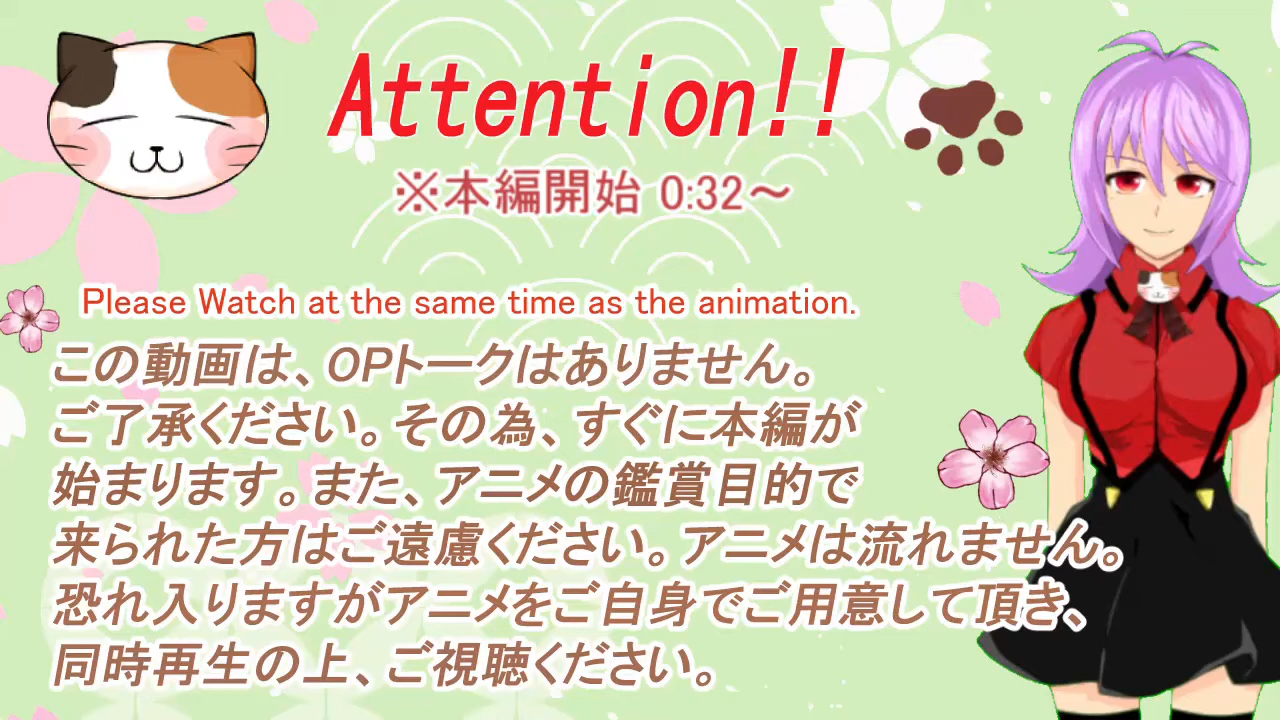 Attention!!
※本編開始 0:32～
Please Watch at the same time as the animation.
この動画は、OPトークはありません。
ご了承ください。その為、すぐに本編が
始まります。また、アニメの鑑賞目的で
来られた方はご遠慮ください。アニメは流れません。
恐れ入りますがアニメをご自身でご用意して頂き、
同時再生の上、ご視聴ください。